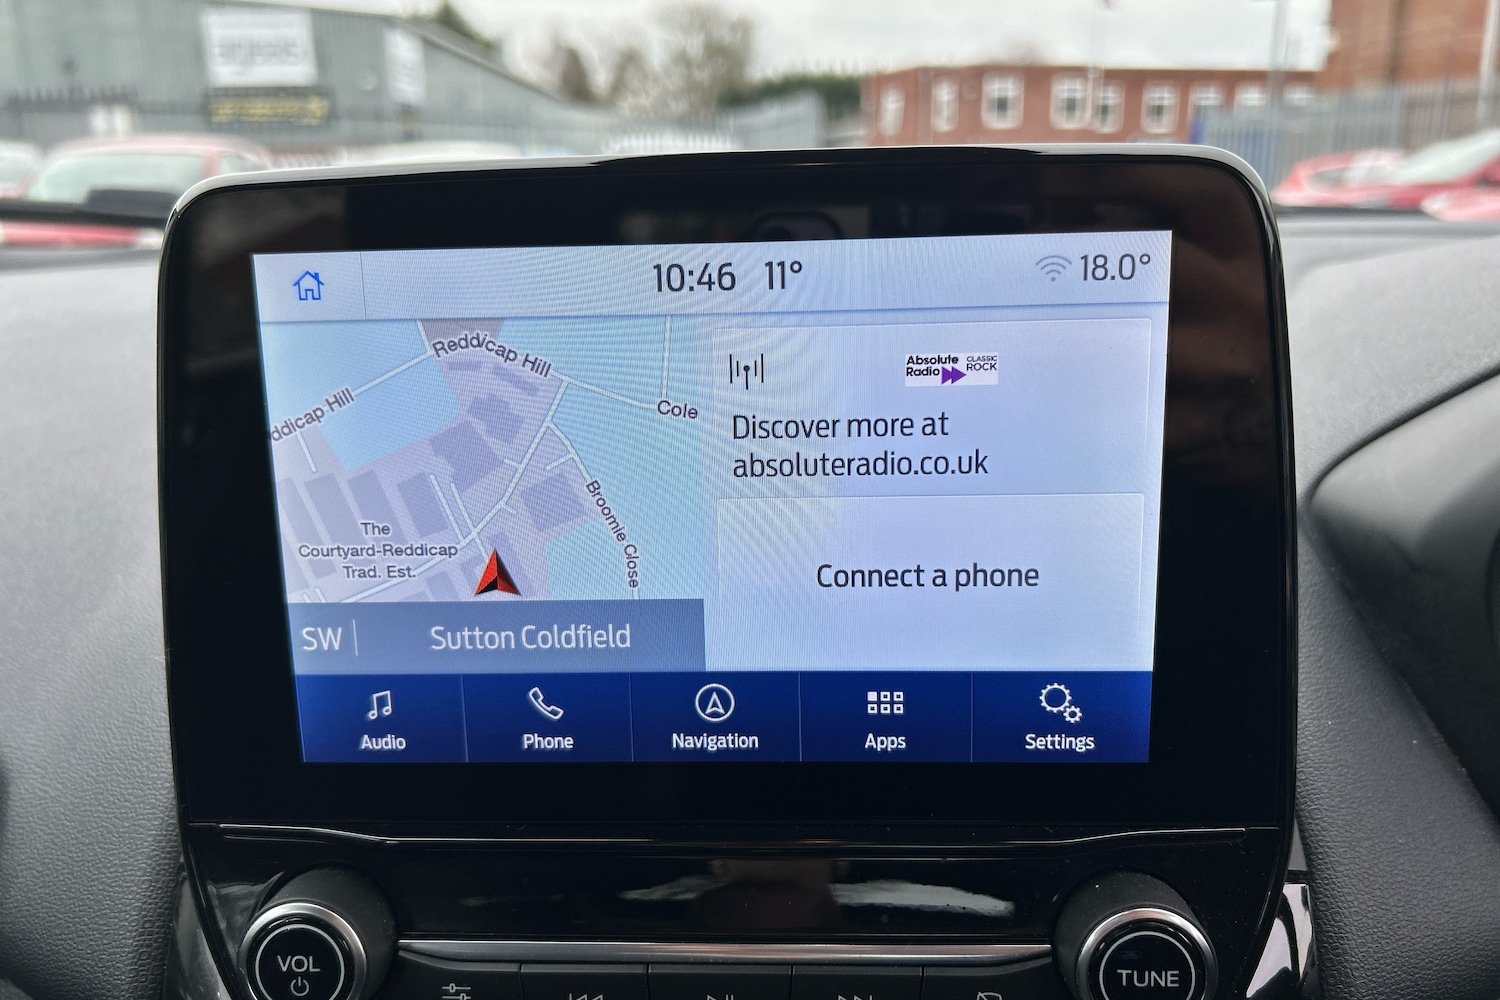 10:46 11° 18.0°
Reddicap Hill
ddicap Hill
Cole
Broomie Close
The
Courtyard-Reddicap
Trad. Est.
SW Sutton Coldfield
Absolute
Radio
CLASSIC
ROCK
Discover more at
absoluteradio.co.uk
Connect a phone
Audio Phone Navigation Apps Settings
VOL TUNE